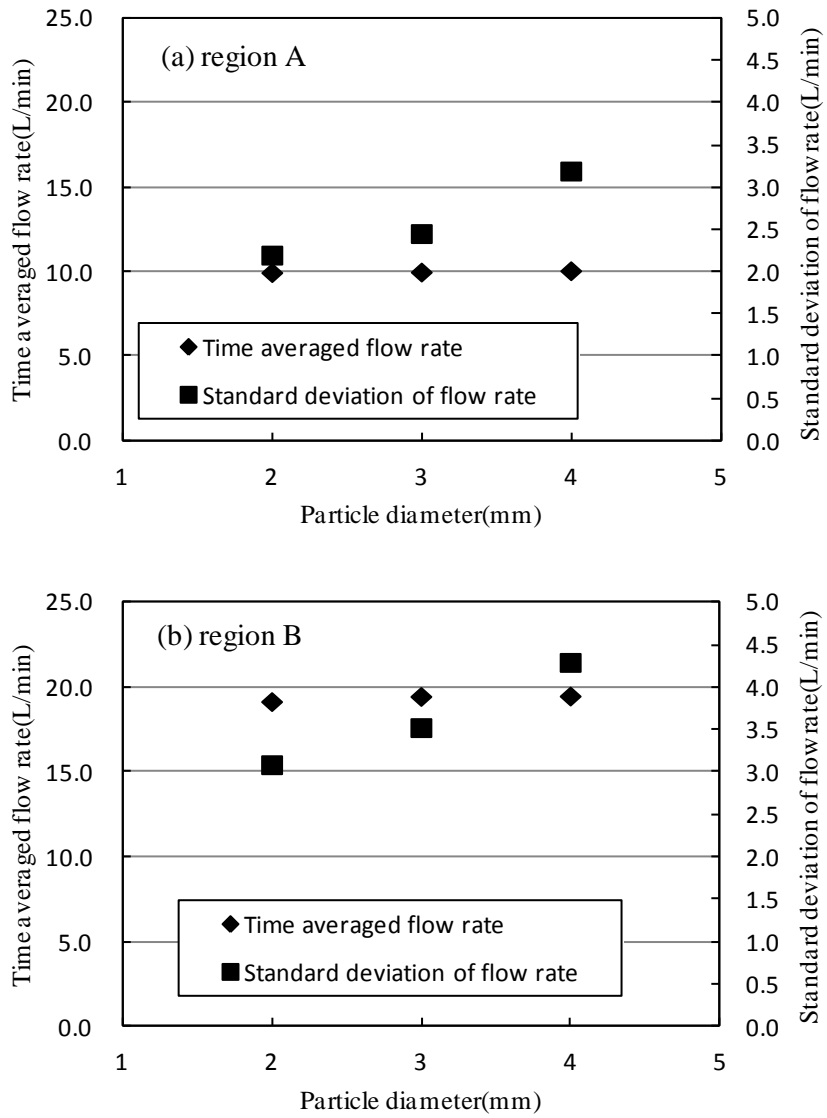 (a) region A
Time averaged flow rate(L/min)
25.0
20.0
15.0
10.0
5.0
0.0
Time averaged flow rate
Standard deviation of flow rate
5.0
4.5
4.0
3.5
3.0
2.5
2.0
1.5
1.0
0.5
0.0
Standard deviation of flow rate(L/min)
1 2 3 4 5
Particle diameter(mm)
(b) region B
Time averaged flow rate(L/min)
25.0
20.0
15.0
10.0
5.0
0.0
Time averaged flow rate
Standard deviation of flow rate
5.0
4.5
4.0
3.5
3.0
2.5
2.0
1.5
1.0
0.5
0.0
Standard deviation of flow rate(L/min)
1 2 3 4 5
Particle diameter(mm)